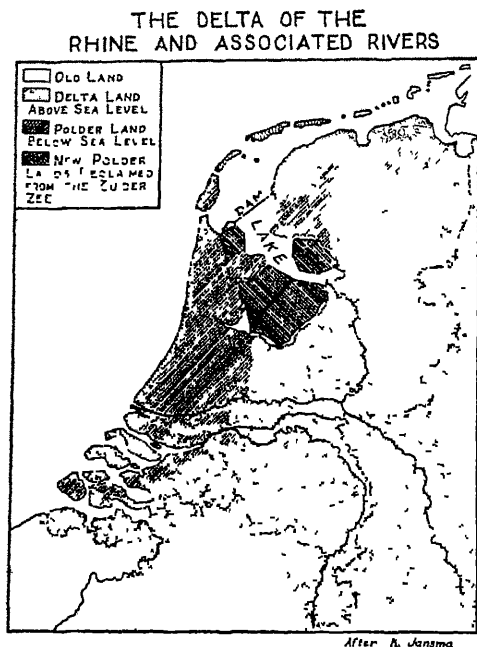 THE DELTA OF THE
RHINE AND ASSOCIATED RIVERS
OLD LAND
DELTA LAND
ABOVE SEA LEVEL
POLDER LAND
BELOW SEA LEVEL
NEW POLDER
FROM THE ZUIDER
ZEE
DAM
LAKE
After K. Jansma